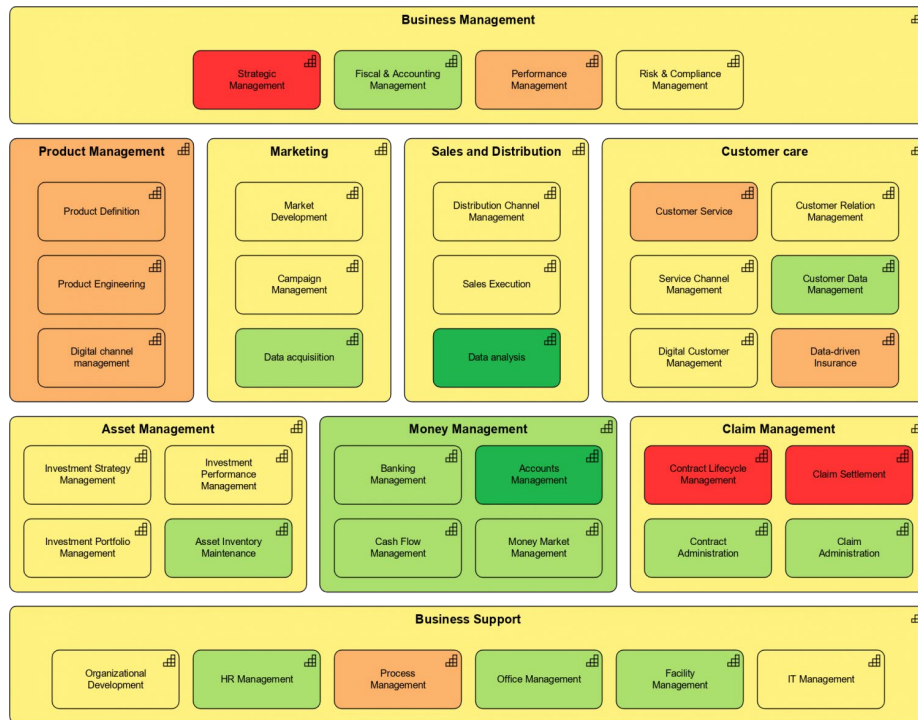 Business Management
Strategic
Management
Fiscal & Accounting
Management
Performance
Management
Risk & Compliance
Management
Product Management
Product Definition
Product Engineering
Digital channel
management
Marketing
Market
Development
Campaign
Management
Data acquisiition
Sales and Distribution
Distribution Channel
Management
Sales Execution
Data analysis
Customer care
Customer Service
Customer Relation
Management
Service Channel
Management
Customer Data
Management
Digital Customer
Management
Data-driven
Insurance
Asset Management
Investment Strategy
Management
Investment
Performance
Management
Investment Portfolio
Management
Asset Inventory
Maintenance
Money Management
Banking
Management
Accounts
Management
Cash Flow
Management
Money Market
Management
Claim Management
Contract Lifecycle
Management
Claim Settlement
Contract
Administration
Claim
Administration
Business Support
Organizational
Development
HR Management
Process
Management
Office Management
Facility
Management
IT Management